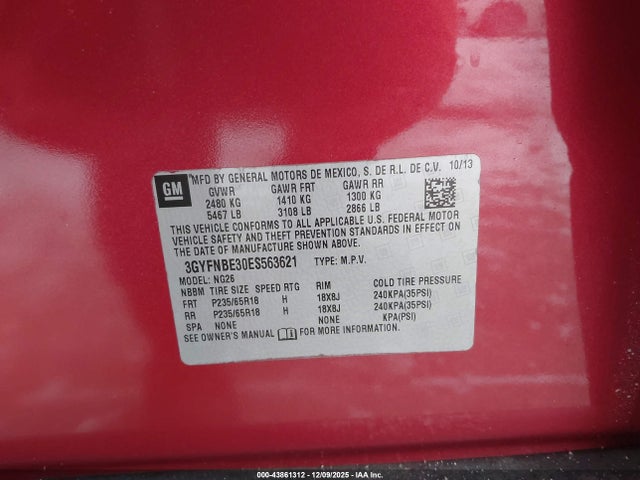 GM
*MFD BY GENERAL MOTORS DE MEXICO, S. DE R.L. DE C.V. 10/13
GVWR GAWR FRT GAWR RR
2480 KG 1410 KG 1300 KG
5467 LB 3108 LB 2866 LB
THIS VEHICLE CONFORMS TO ALL APPLICABLE U.S. FEDERAL MOTOR
VEHICLE SAFETY AND THEFT PREVENTION STANDARDS IN EFFECT ON
THE DATE OF MANUFACTURE SHOWN ABOVE.
3GYFNBE30ES563621 TYPE: M.P.V.
MODEL: NG26
NBBM TIRE SIZE SPEED RTG RIM COLD TIRE PRESSURE
FRT P235/65R18 H 18X8J 240KPA(35PSI)
RR P235/65R18 H 18X8J 240KPA(35PSI)
SPA NONE NONE KPA(PSI)
SEE OWNER'S MANUAL FOR MORE INFORMATION
000-43861312 - 12/09/2025 - IAA Inc.